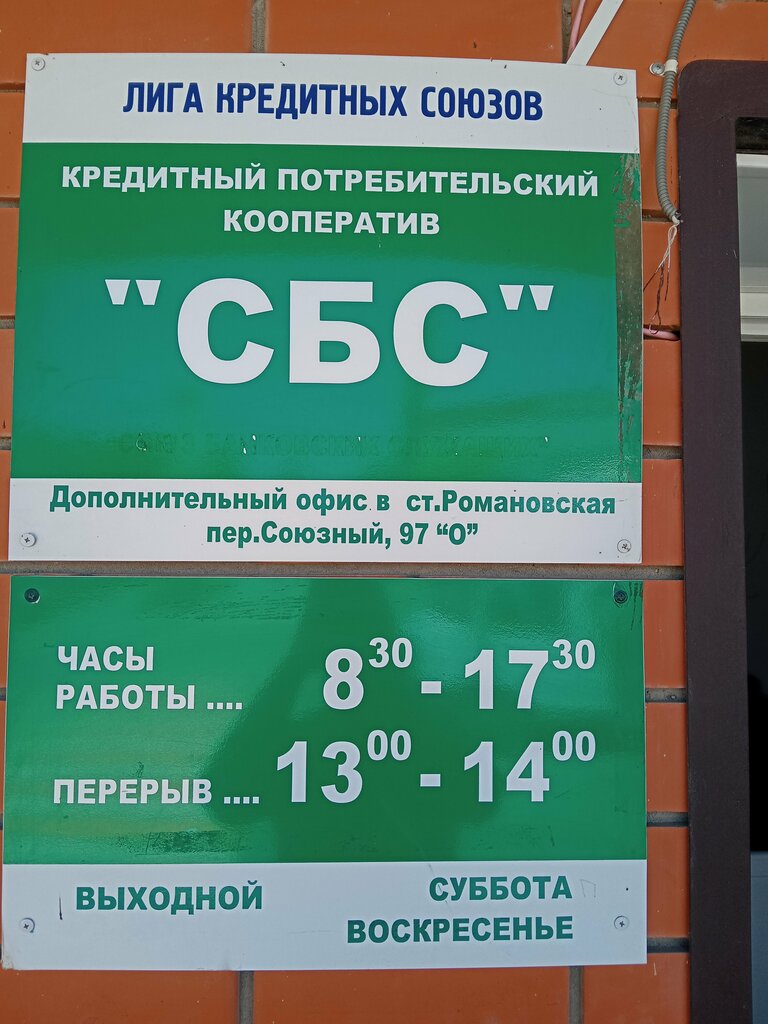 ЛИГА КРЕДИТНЫХ СОЮЗОВ
КРЕДИТНЫЙ ПОТРЕБИТЕЛЬСКИЙ
КООПЕРАТИВ
"СБС"
Дополнительный офис в ст.Романовская
пер.Союзный, 97 “О”
ЧАСЫ
РАБОТЫ .... 8³⁰ - 17³⁰
ПЕРЕРЫВ .... 13⁰⁰ - 14⁰⁰
ВЫХОДНОЙ СУББОТА
ВОСКРЕСЕНЬЕ